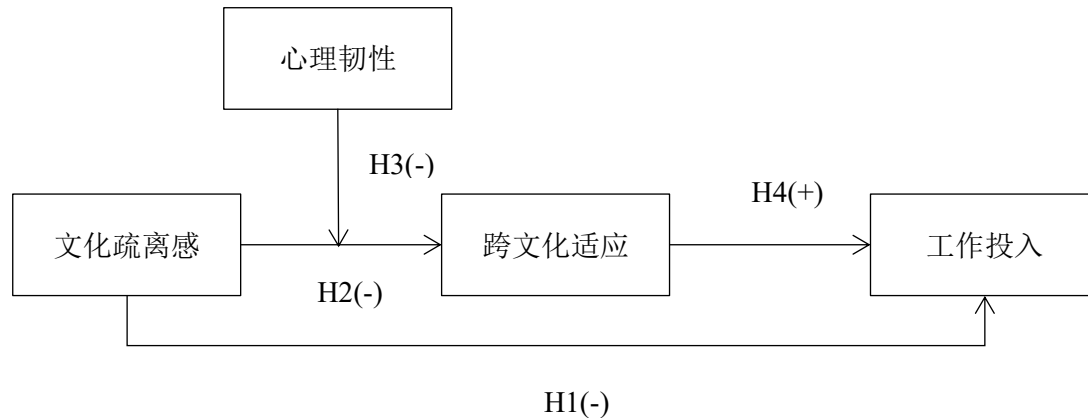 心理韧性
H3(-)
H4(+)
文化疏离感
跨文化适应
工作投入
H2(-)
H1(-)